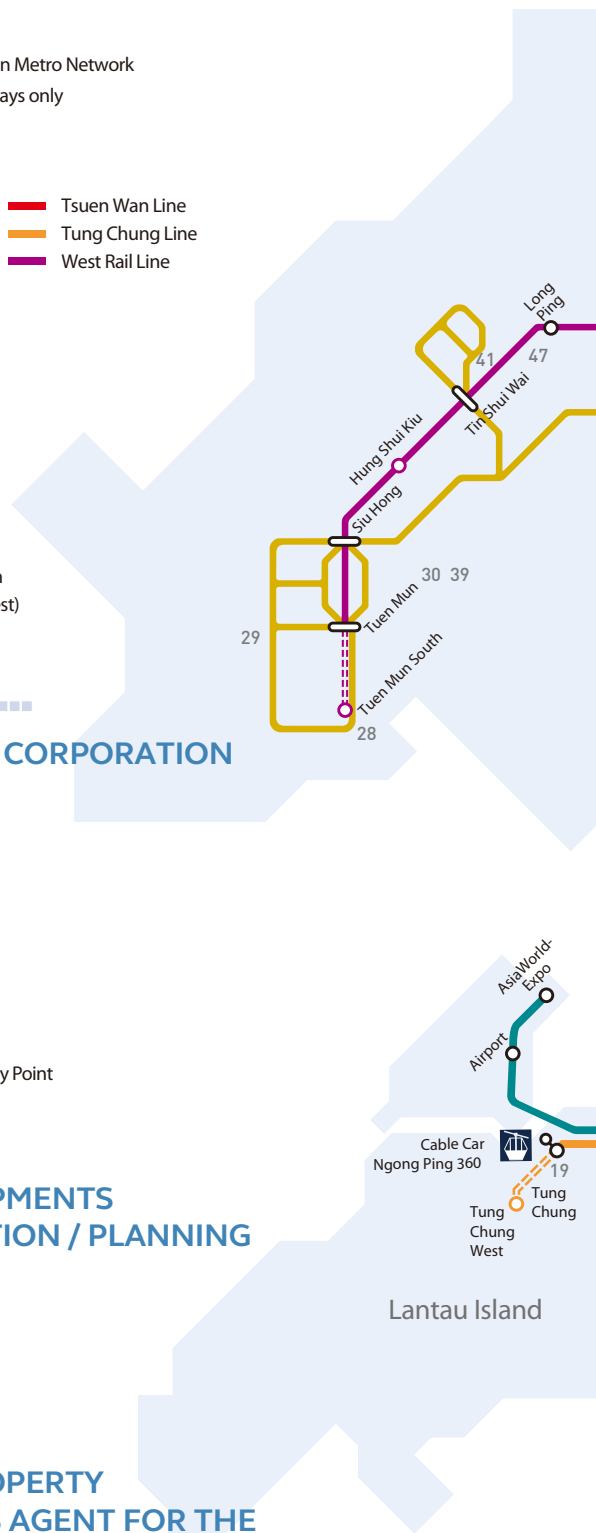 n Metro Network
ays only
Tsuen Wan Line
Tung Chung Line
West Rail Line
Long
Ping
47
41
Tin Shui Wai
Hung Shui Kiu
Siu Hong
30 39
Tuen Mun
29
Tuen Mun South
28
n
st)
CORPORATION
AsiaWorld-
Expo
Airport
y Point
Cable Car
Ngong Ping 360
19
Tung
Chung
Tung
Chung
West
PMENTS
TION / PLANNING
Lantau Island
OPERTY
S AGENT FOR THE